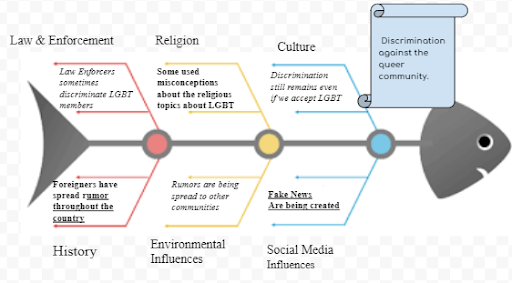 Law & Enforcement
Religion
Culture
Discrimination
against the
queer
community.
Law Enforcers
sometimes
discriminate LGBT
members
Some used
misconceptions
about the religious
topics about LGBT
Discrimination
still remains even
if we accept LGBT
Foreigners have
spread rumor
throughout the
country
Rumors are being
spread to other
communities
Fake News
Are being created
History
Environmental
Influences
Social Media
Influences